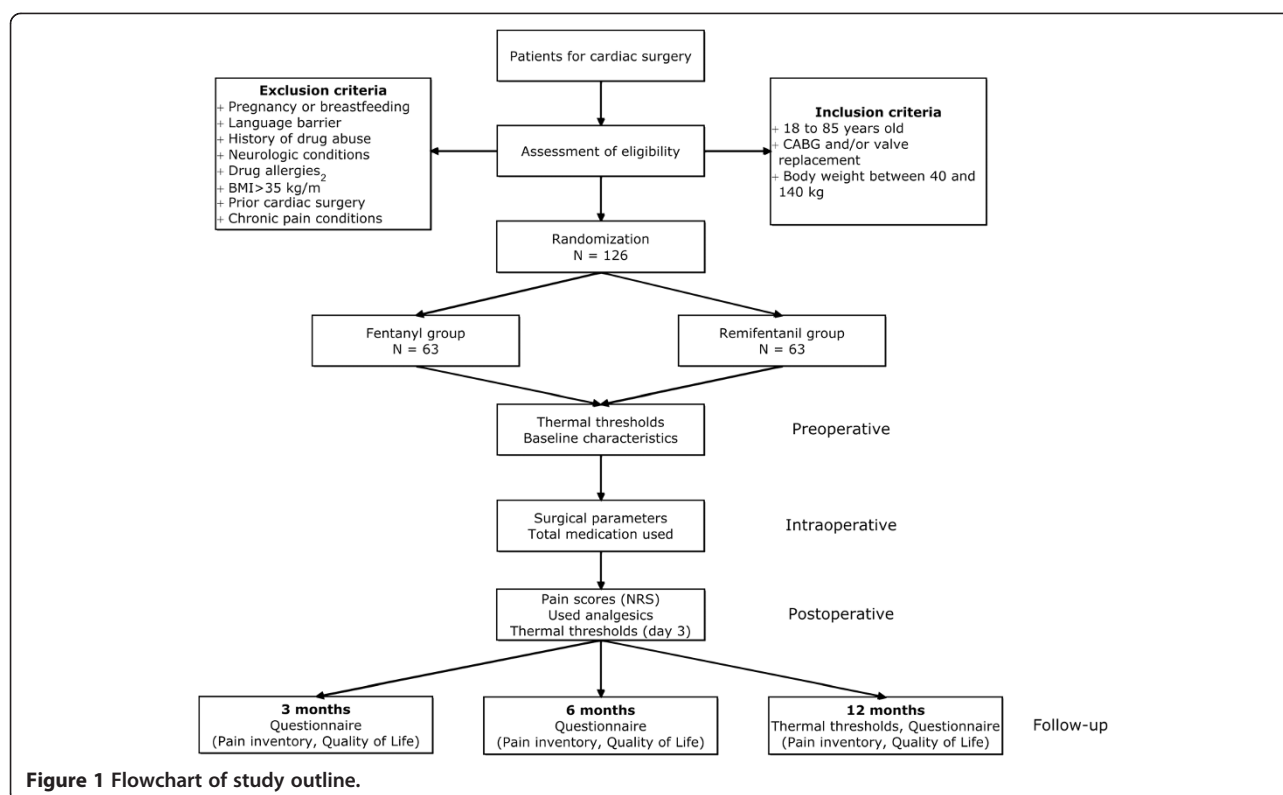 Patients for cardiac surgery
Exclusion criteria
+ Pregnancy or breastfeeding
+ Language barrier
+ History of drug abuse
+ Neurologic conditions
+ Drug allergies
+ BMI>35 kg/m2
+ Prior cardiac surgery
+ Chronic pain conditions
Assessment of eligibility
Inclusion criteria
+ 18 to 85 years old
+ CABG and/or valve
replacement
+ Body weight between 40 and
140 kg
Randomization
N = 126
Fentanyl group
N = 63
Remifentanil group
N = 63
Thermal thresholds
Baseline characteristics
Preoperative
Surgical parameters
Total medication used
Intraoperative
Pain scores (NRS)
Used analgesics
Thermal thresholds (day 3)
Postoperative
3 months
Questionnaire
(Pain inventory, Quality of Life)
6 months
Questionnaire
(Pain inventory, Quality of Life)
12 months
Thermal thresholds, Questionnaire
(Pain inventory, Quality of Life)
Follow-up
Figure 1 Flowchart of study outline.